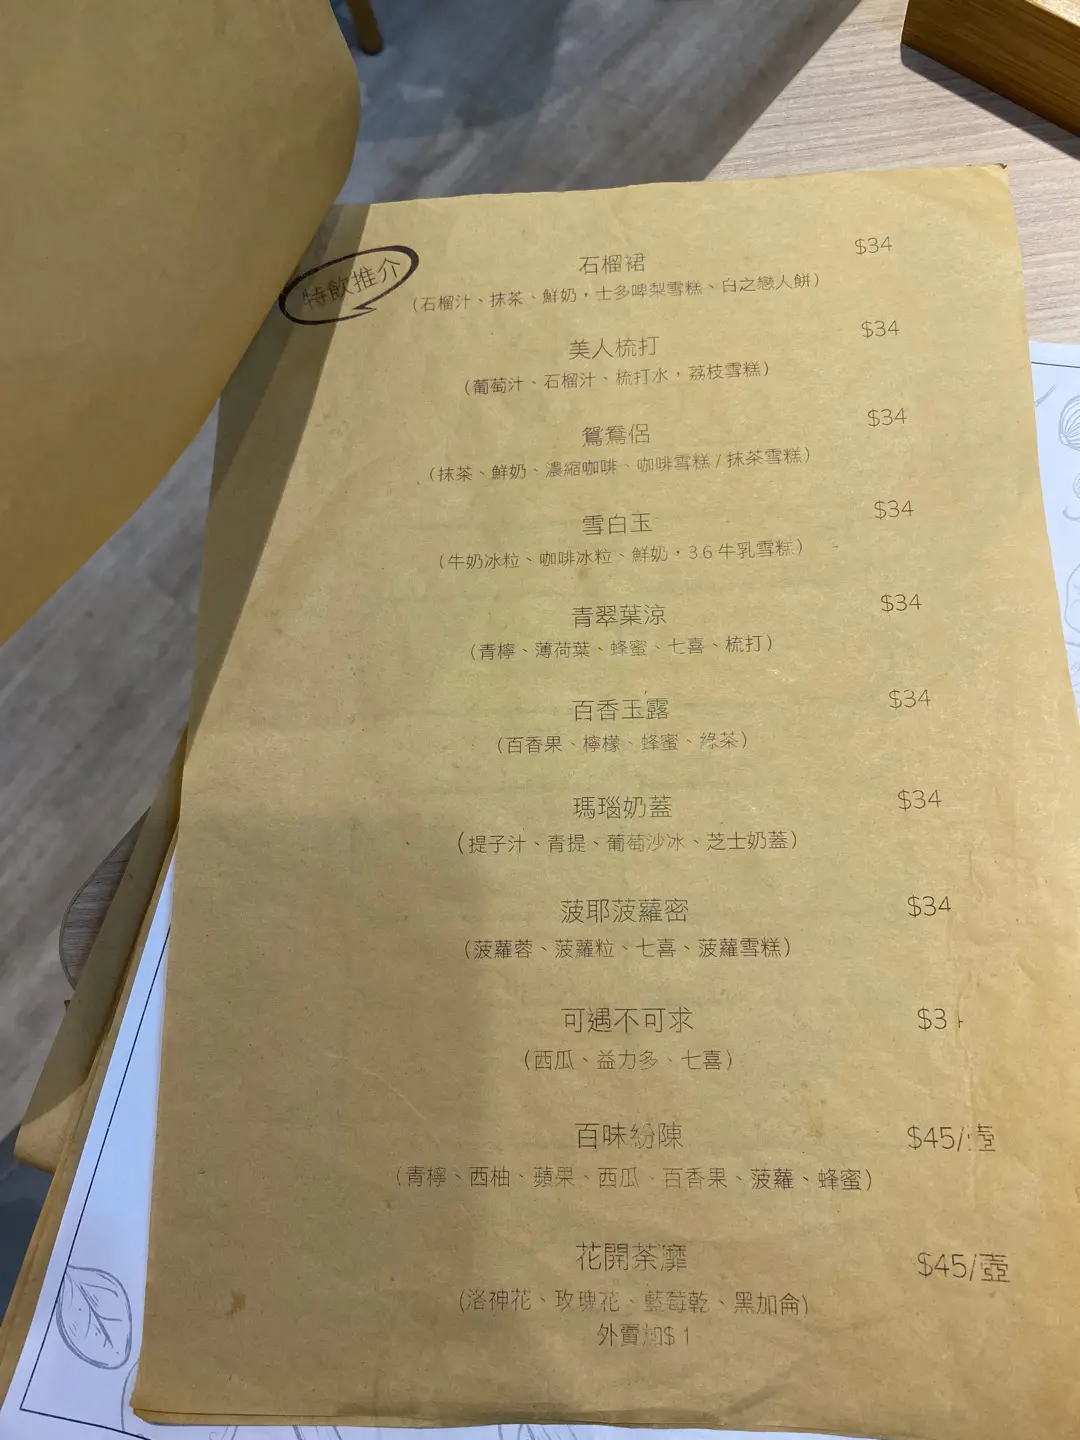 特飲推介
石榴裙 $34
(石榴汁、抹茶、鮮奶，士多啤梨雪糕、白之戀人餅)
美人梳打 $34
(葡萄汁、石榴汁、梳打水，荔枝雪糕)
鴛鴦侶 $34
(抹茶、鮮奶、濃縮咖啡、咖啡雪糕/抹茶雪糕)
雪白玉 $34
(牛奶冰粒、咖啡冰粒、鮮奶，3.6牛乳雪糕)
青翠葉涼 $34
(青檸、薄荷葉、蜂蜜、七喜、梳打)
百香玉露 $34
(百香果、檸檬、蜂蜜、綠茶)
瑪瑙奶蓋 $34
(提子汁、青提、葡萄沙冰、芝士奶蓋)
菠耶菠蘿密 $34
(菠蘿蓉、菠蘿粒、七喜、菠蘿雪糕)
可遇不可求 $34
(西瓜、益力多、七喜)
百味紛陳 $45/壺
(青檸、西柚、蘋果、西瓜、百香果、菠蘿、蜂蜜)
花開荼靡 $45/壺
(洛神花、玫瑰花、藍莓乾、黑加侖)
外賣加$1